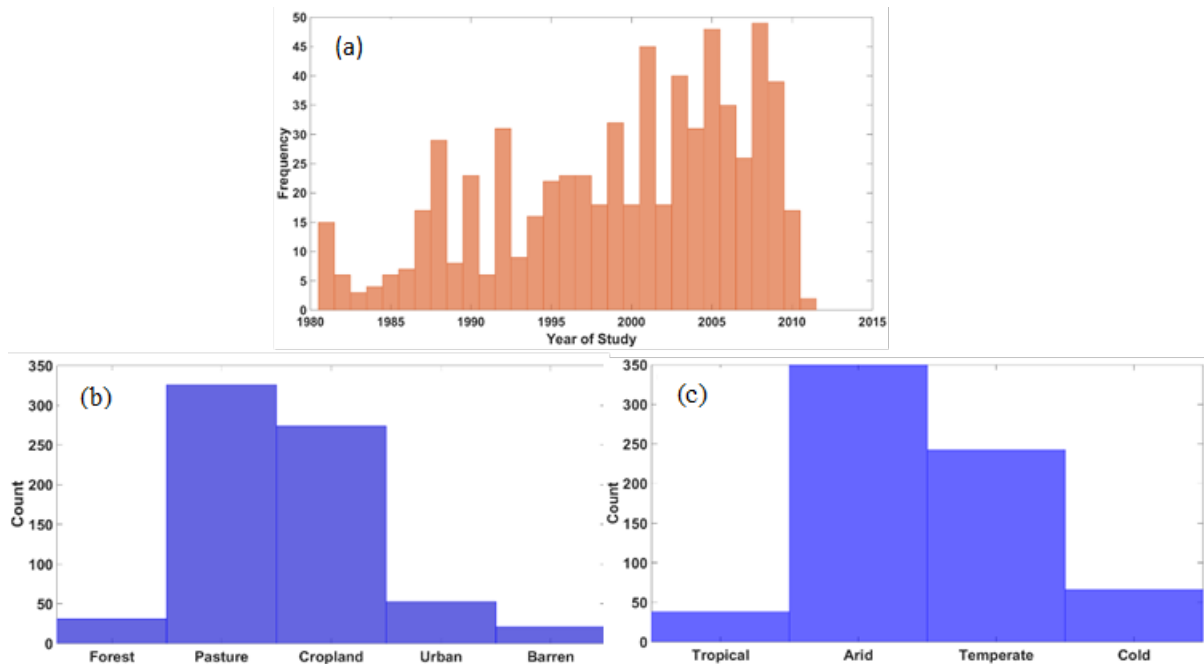 (a)
Frequency
50
45
40
35
30
25
20
15
10
5
0
1980 1985 1990 1995 2000 2005 2010 2015
Year of Study
(b)
Count
350
300
250
200
150
100
50
0
Forest Pasture Cropland Urban Barren
(c)
Count
350
300
250
200
150
100
50
0
Tropical Arid Temperate Cold